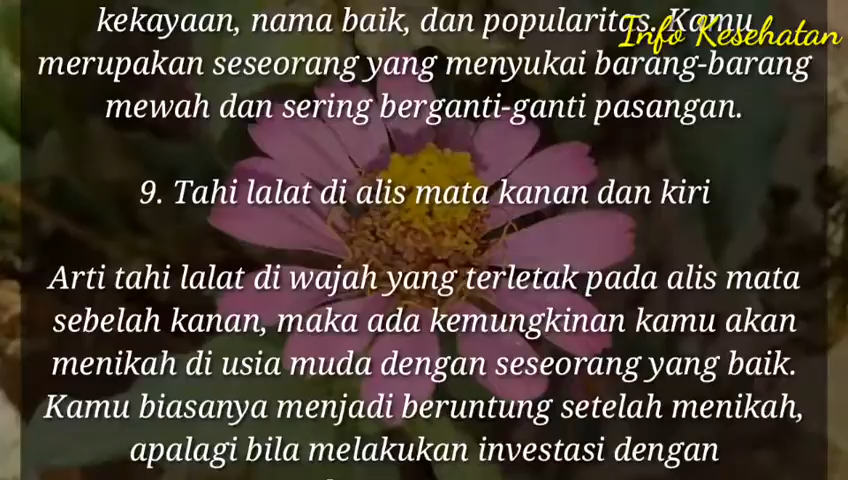 kekayaan, nama baik, dan popularitas. Kamu
Info Kesehatan
merupakan seseorang yang menyukai barang-barang
mewah dan sering berganti-ganti pasangan.
9. Tahi lalat di alis mata kanan dan kiri
Arti tahi lalat di wajah yang terletak pada alis mata
sebelah kanan, maka ada kemungkinan kamu akan
menikah di usia muda dengan seseorang yang baik.
Kamu biasanya menjadi beruntung setelah menikah,
apalagi bila melakukan investasi dengan